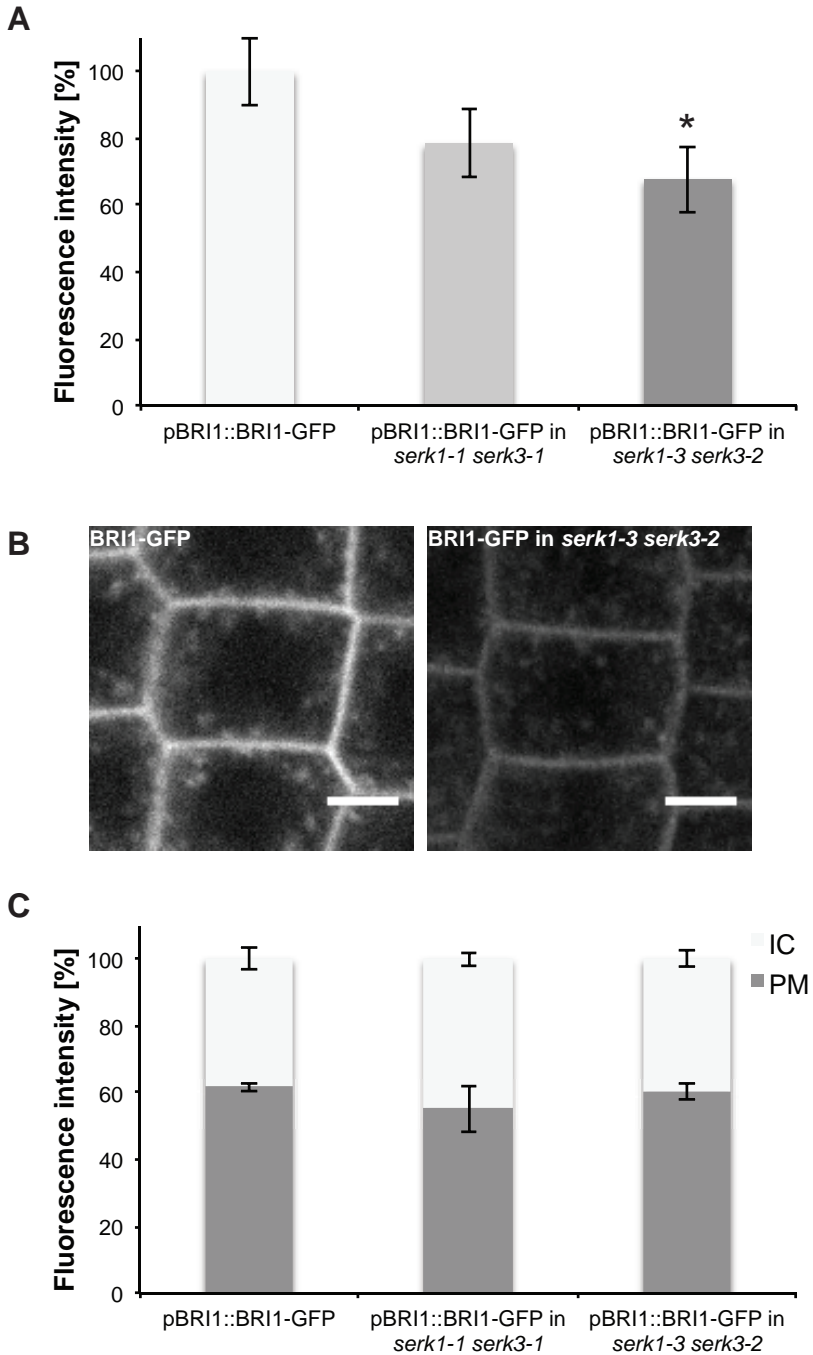 A
Fluorescence intensity [%]
100
80
60
40
20
0
*
pBRI1::BRI1-GFP
pBRI1::BRI1-GFP in
serk1-1 serk3-1
pBRI1::BRI1-GFP in
serk1-3 serk3-2
B
BRI1-GFP
BRI1-GFP in serk1-3 serk3-2
C
Fluorescence intensity [%]
100
80
60
40
20
0
IC
PM
pBRI1::BRI1-GFP
pBRI1::BRI1-GFP in
serk1-1 serk3-1
pBRI1::BRI1-GFP in
serk1-3 serk3-2